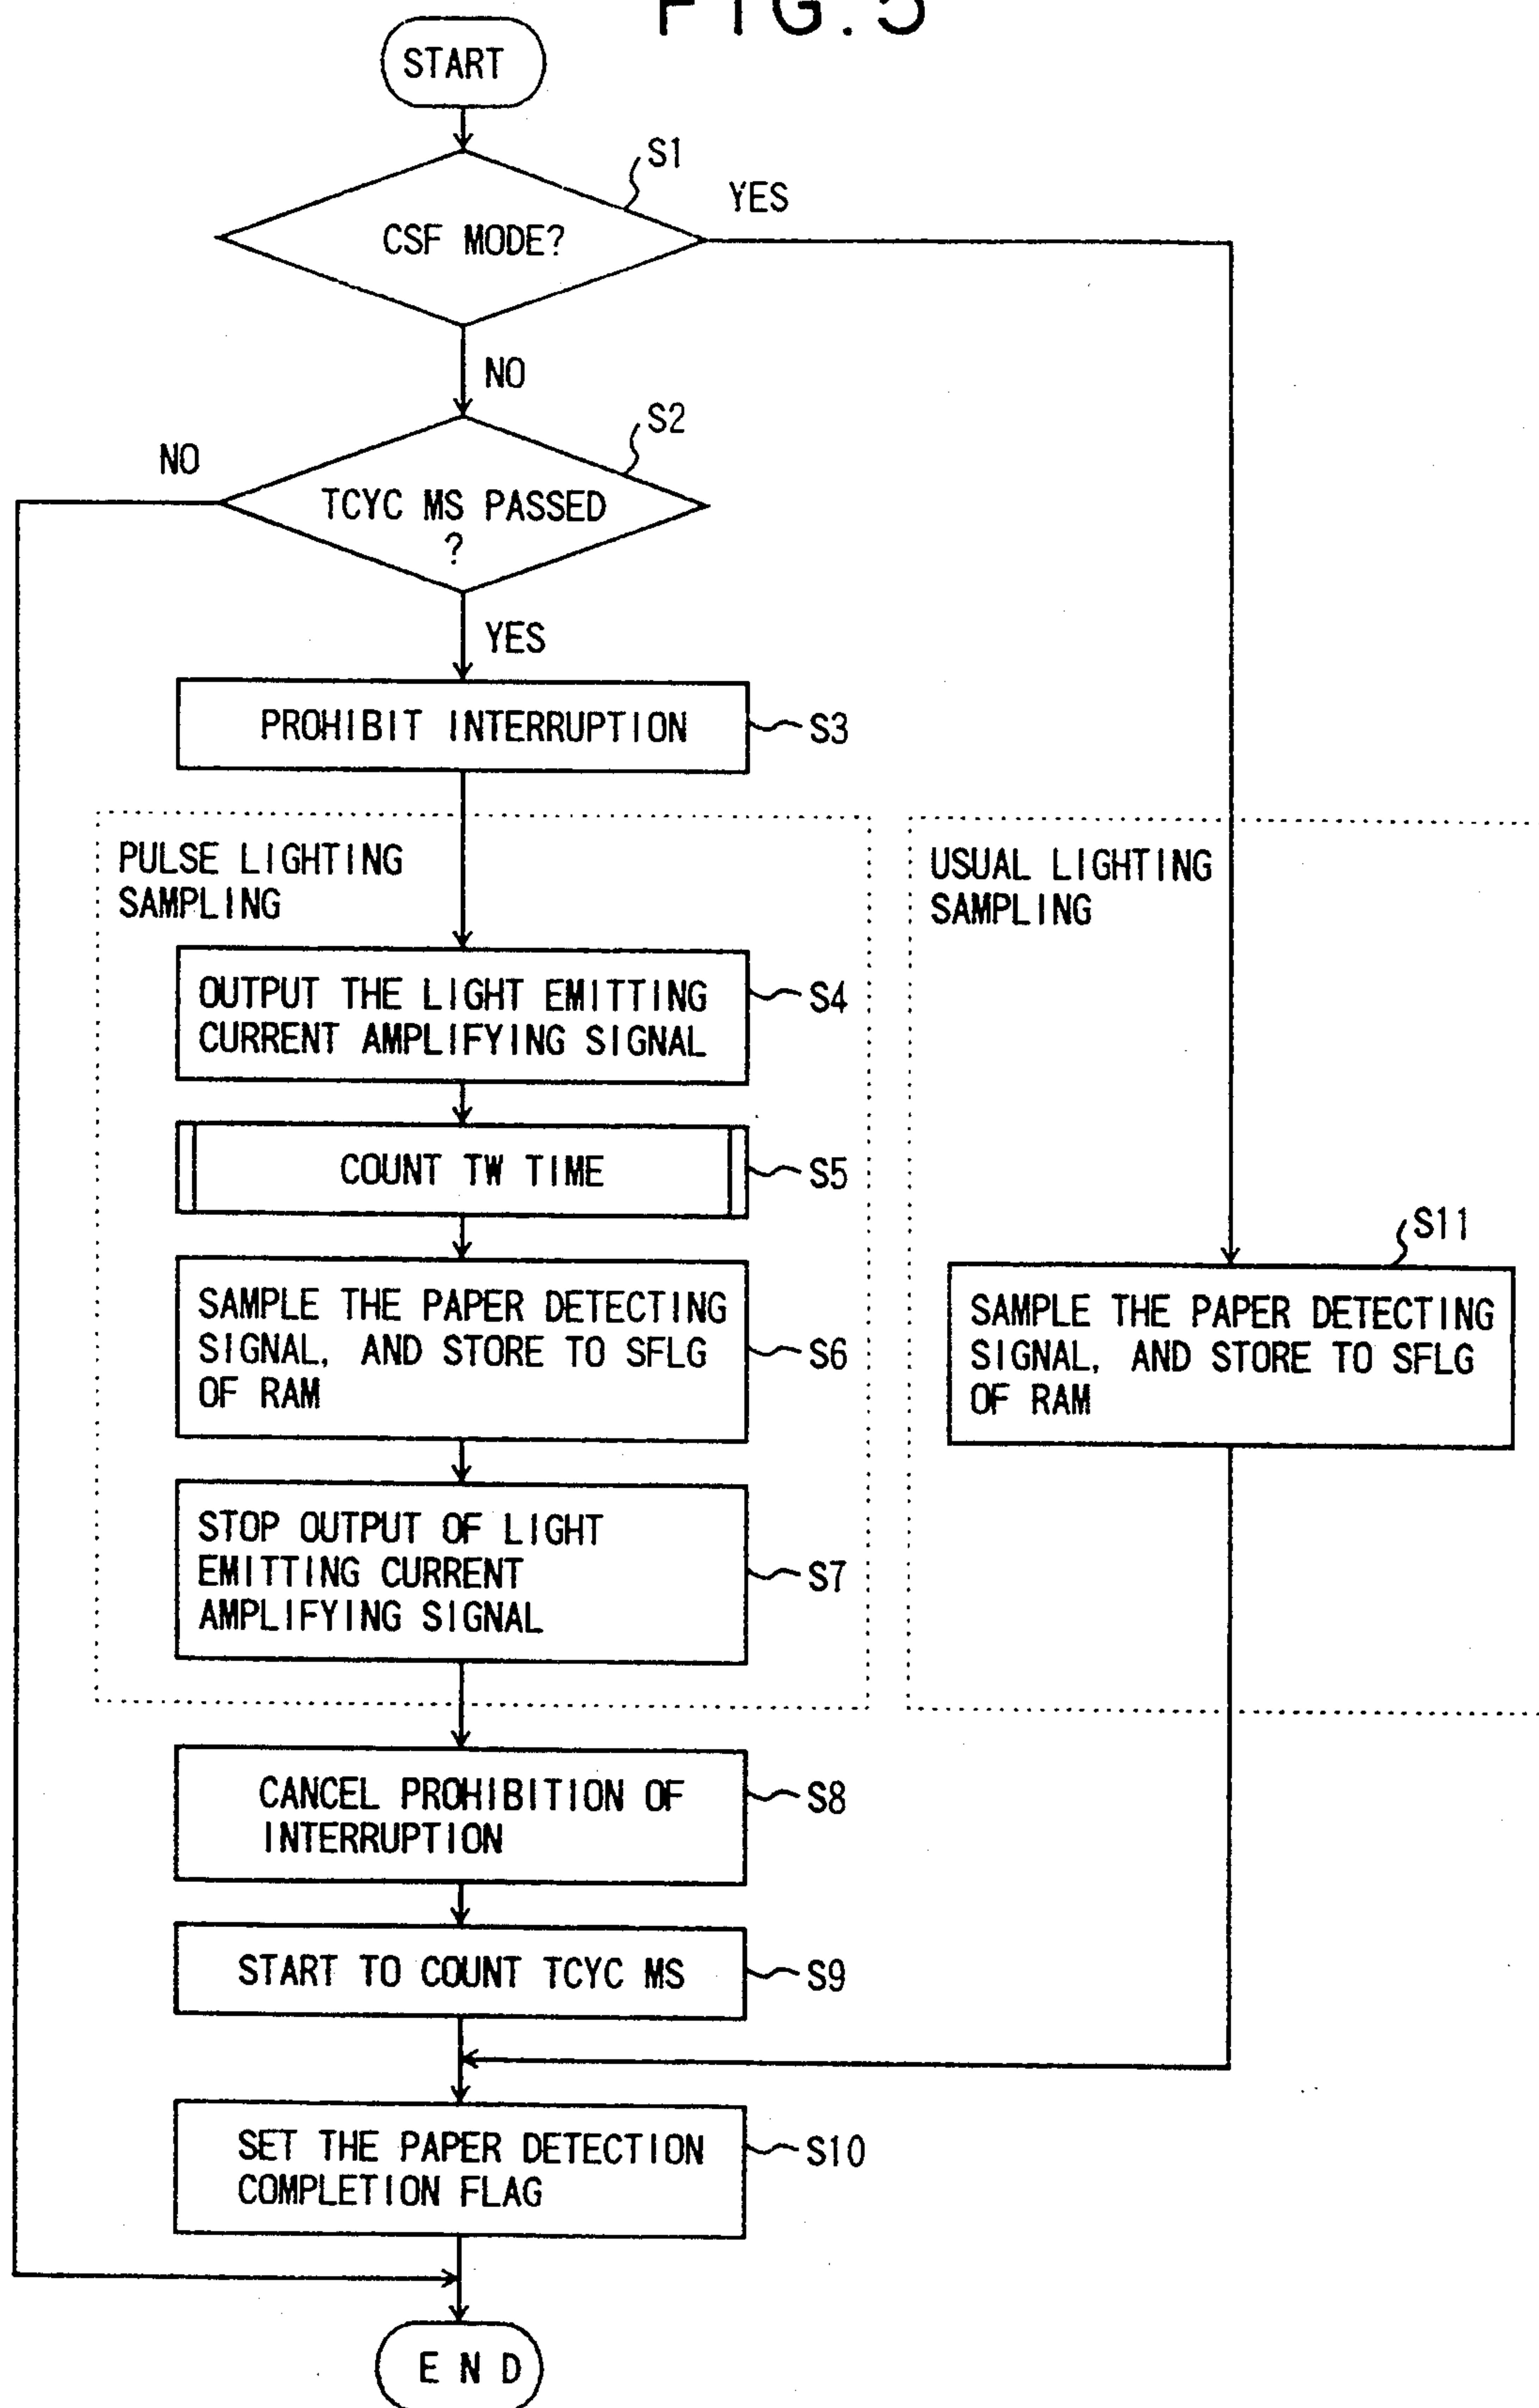 FIG.5
START
S1
YES
CSF MODE?
NO
S2
NO
TCYC MS PASSED
?
YES
PROHIBIT INTERRUPTION
S3
PULSE LIGHTING
SAMPLING
USUAL LIGHTING
SAMPLING
OUTPUT THE LIGHT EMITTING
CURRENT AMPLIFYING SIGNAL
S4
COUNT TW TIME
S5
SAMPLE THE PAPER DETECTING
SIGNAL, AND STORE TO SFLG
OF RAM
S6
S11
SAMPLE THE PAPER DETECTING
SIGNAL, AND STORE TO SFLG
OF RAM
STOP OUTPUT OF LIGHT
EMITTING CURRENT
AMPLIFYING SIGNAL
S7
CANCEL PROHIBITION OF
INTERRUPTION
S8
START TO COUNT TCYC MS
S9
SET THE PAPER DETECTION
COMPLETION FLAG
S10
END